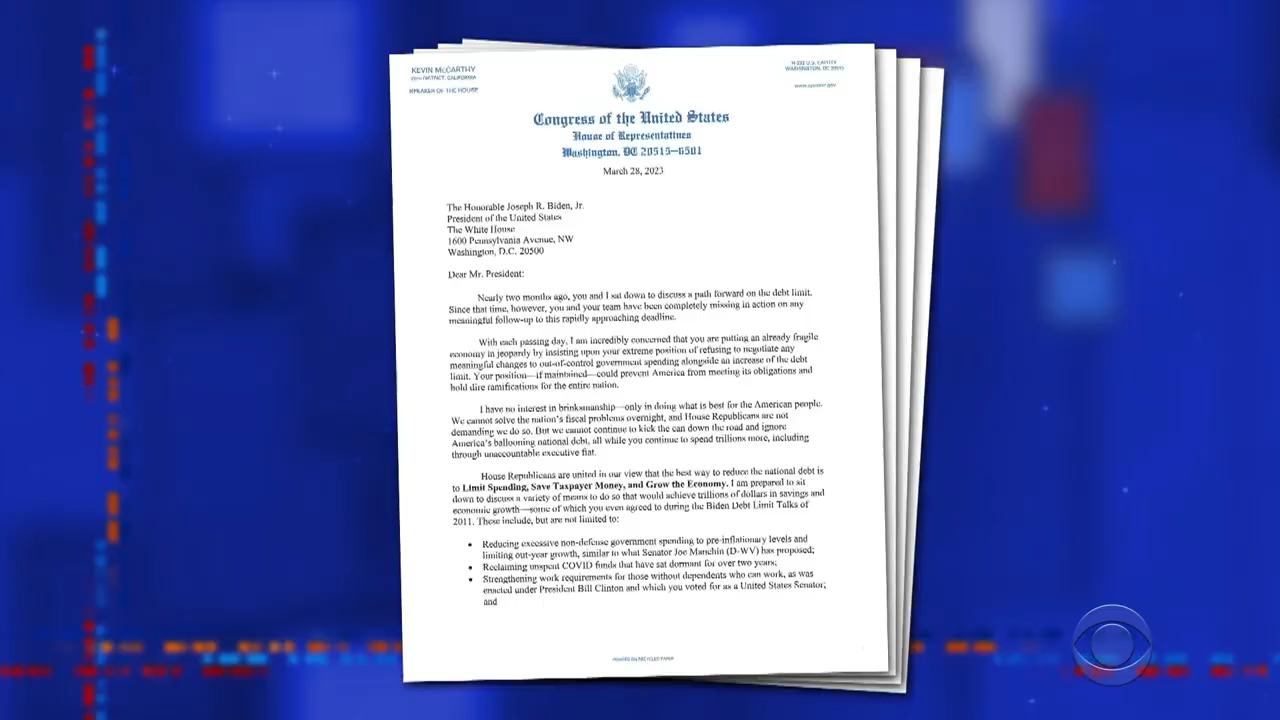 KEVIN McCARTHY
20TH DISTRICT, CALIFORNIA
SPEAKER OF THE HOUSE
H-232 U.S. CAPITOL
WASHINGTON, DC 20515
www.speaker.gov
Congress of the United States
House of Representatives
Washington, DC 20515—6501
March 28, 2023
The Honorable Joseph R. Biden, Jr.
President of the United States
The White House
1600 Pennsylvania Avenue, NW
Washington, D.C. 20500
Dear Mr. President:
Nearly two months ago, you and I sat down to discuss a path forward on the debt limit.
Since that time, however, you and your team have been completely missing in action on any
meaningful follow-up to this rapidly approaching deadline.
With each passing day, I am incredibly concerned that you are putting an already fragile
economy in jeopardy by insisting upon your extreme position of refusing to negotiate any
meaningful changes to out-of-control government spending alongside an increase of the debt
limit. Your position—if maintained—could prevent America from meeting its obligations and
hold dire ramifications for the entire nation.
I have no interest in brinksmanship—only in doing what is best for the American people.
We cannot solve the nation's fiscal problems overnight, and House Republicans are not
demanding we do so. But we cannot continue to kick the can down the road and ignore
America's ballooning national debt, all while you continue to spend trillions more, including
through unaccountable executive fiat.
House Republicans are united in our view that the best way to reduce the national debt is
to Limit Spending, Save Taxpayer Money, and Grow the Economy. I am prepared to sit
down to discuss a variety of means to do so that would achieve trillions of dollars in savings and
economic growth—some of which you even agreed to during the Biden Debt Limit Talks of
2011. These include, but are not limited to:
• Reducing excessive non-defense government spending to pre-inflationary levels and
limiting out-year growth, similar to what Senator Joe Manchin (D-WV) has proposed;
• Reclaiming unspent COVID funds that have sat dormant for over two years;
• Strengthening work requirements for those without dependents who can work, as was
enacted under President Bill Clinton and which you voted for as a United States Senator;
and
PRINTED ON RECYCLED PAPER